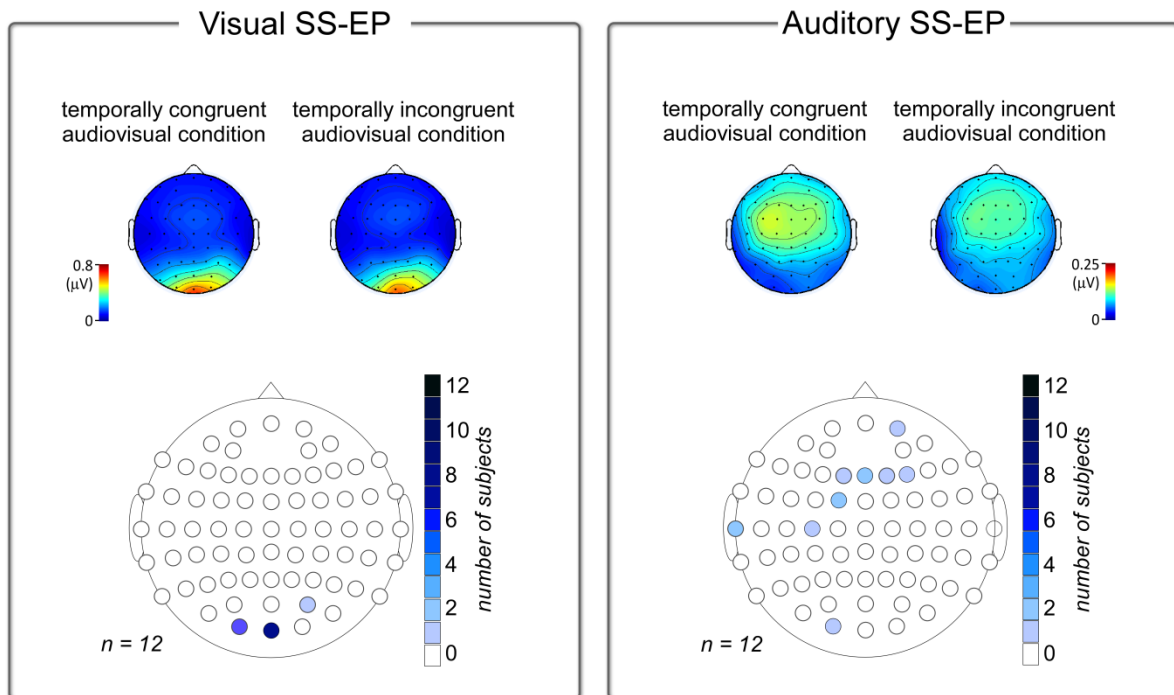 Visual SS-EP
temporally congruent
audiovisual condition
temporally incongruent
audiovisual condition
0.8
(μV)
0
12
10
8
6
4
2
0
number of subjects
n = 12
Auditory SS-EP
temporally congruent
audiovisual condition
temporally incongruent
audiovisual condition
0.25
(μV)
0
12
10
8
6
4
2
0
number of subjects
n = 12